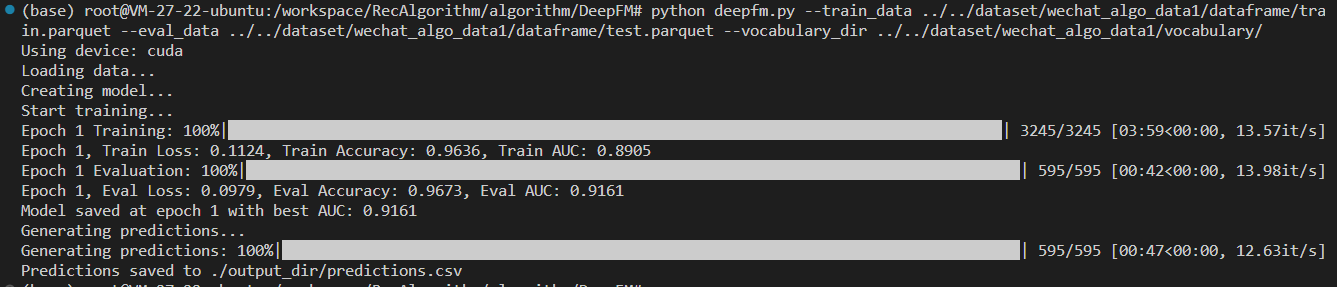 (base) root@VM-27-22-ubuntu:/workspace/RecAlgorithm/algorithm/DeepFM# python deepfm.py --train_data ../../dataset/wechat_algo_data1/dataframe/tra
in.parquet --eval_data ../../dataset/wechat_algo_data1/dataframe/test.parquet --vocabulary_dir ../../dataset/wechat_algo_data1/vocabulary/
Using device: cuda
Loading data...
Creating model...
Start training...
Epoch 1 Training: 100%| | 3245/3245 [03:59<00:00, 13.57it/s]
Epoch 1, Train Loss: 0.1124, Train Accuracy: 0.9636, Train AUC: 0.8905
Epoch 1 Evaluation: 100%| | 595/595 [00:42<00:00, 13.98it/s]
Epoch 1, Eval Loss: 0.0979, Eval Accuracy: 0.9673, Eval AUC: 0.9161
Model saved at epoch 1 with best AUC: 0.9161
Generating predictions...
Generating predictions: 100%| | 595/595 [00:47<00:00, 12.63it/s]
Predictions saved to ./output_dir/predictions.csv